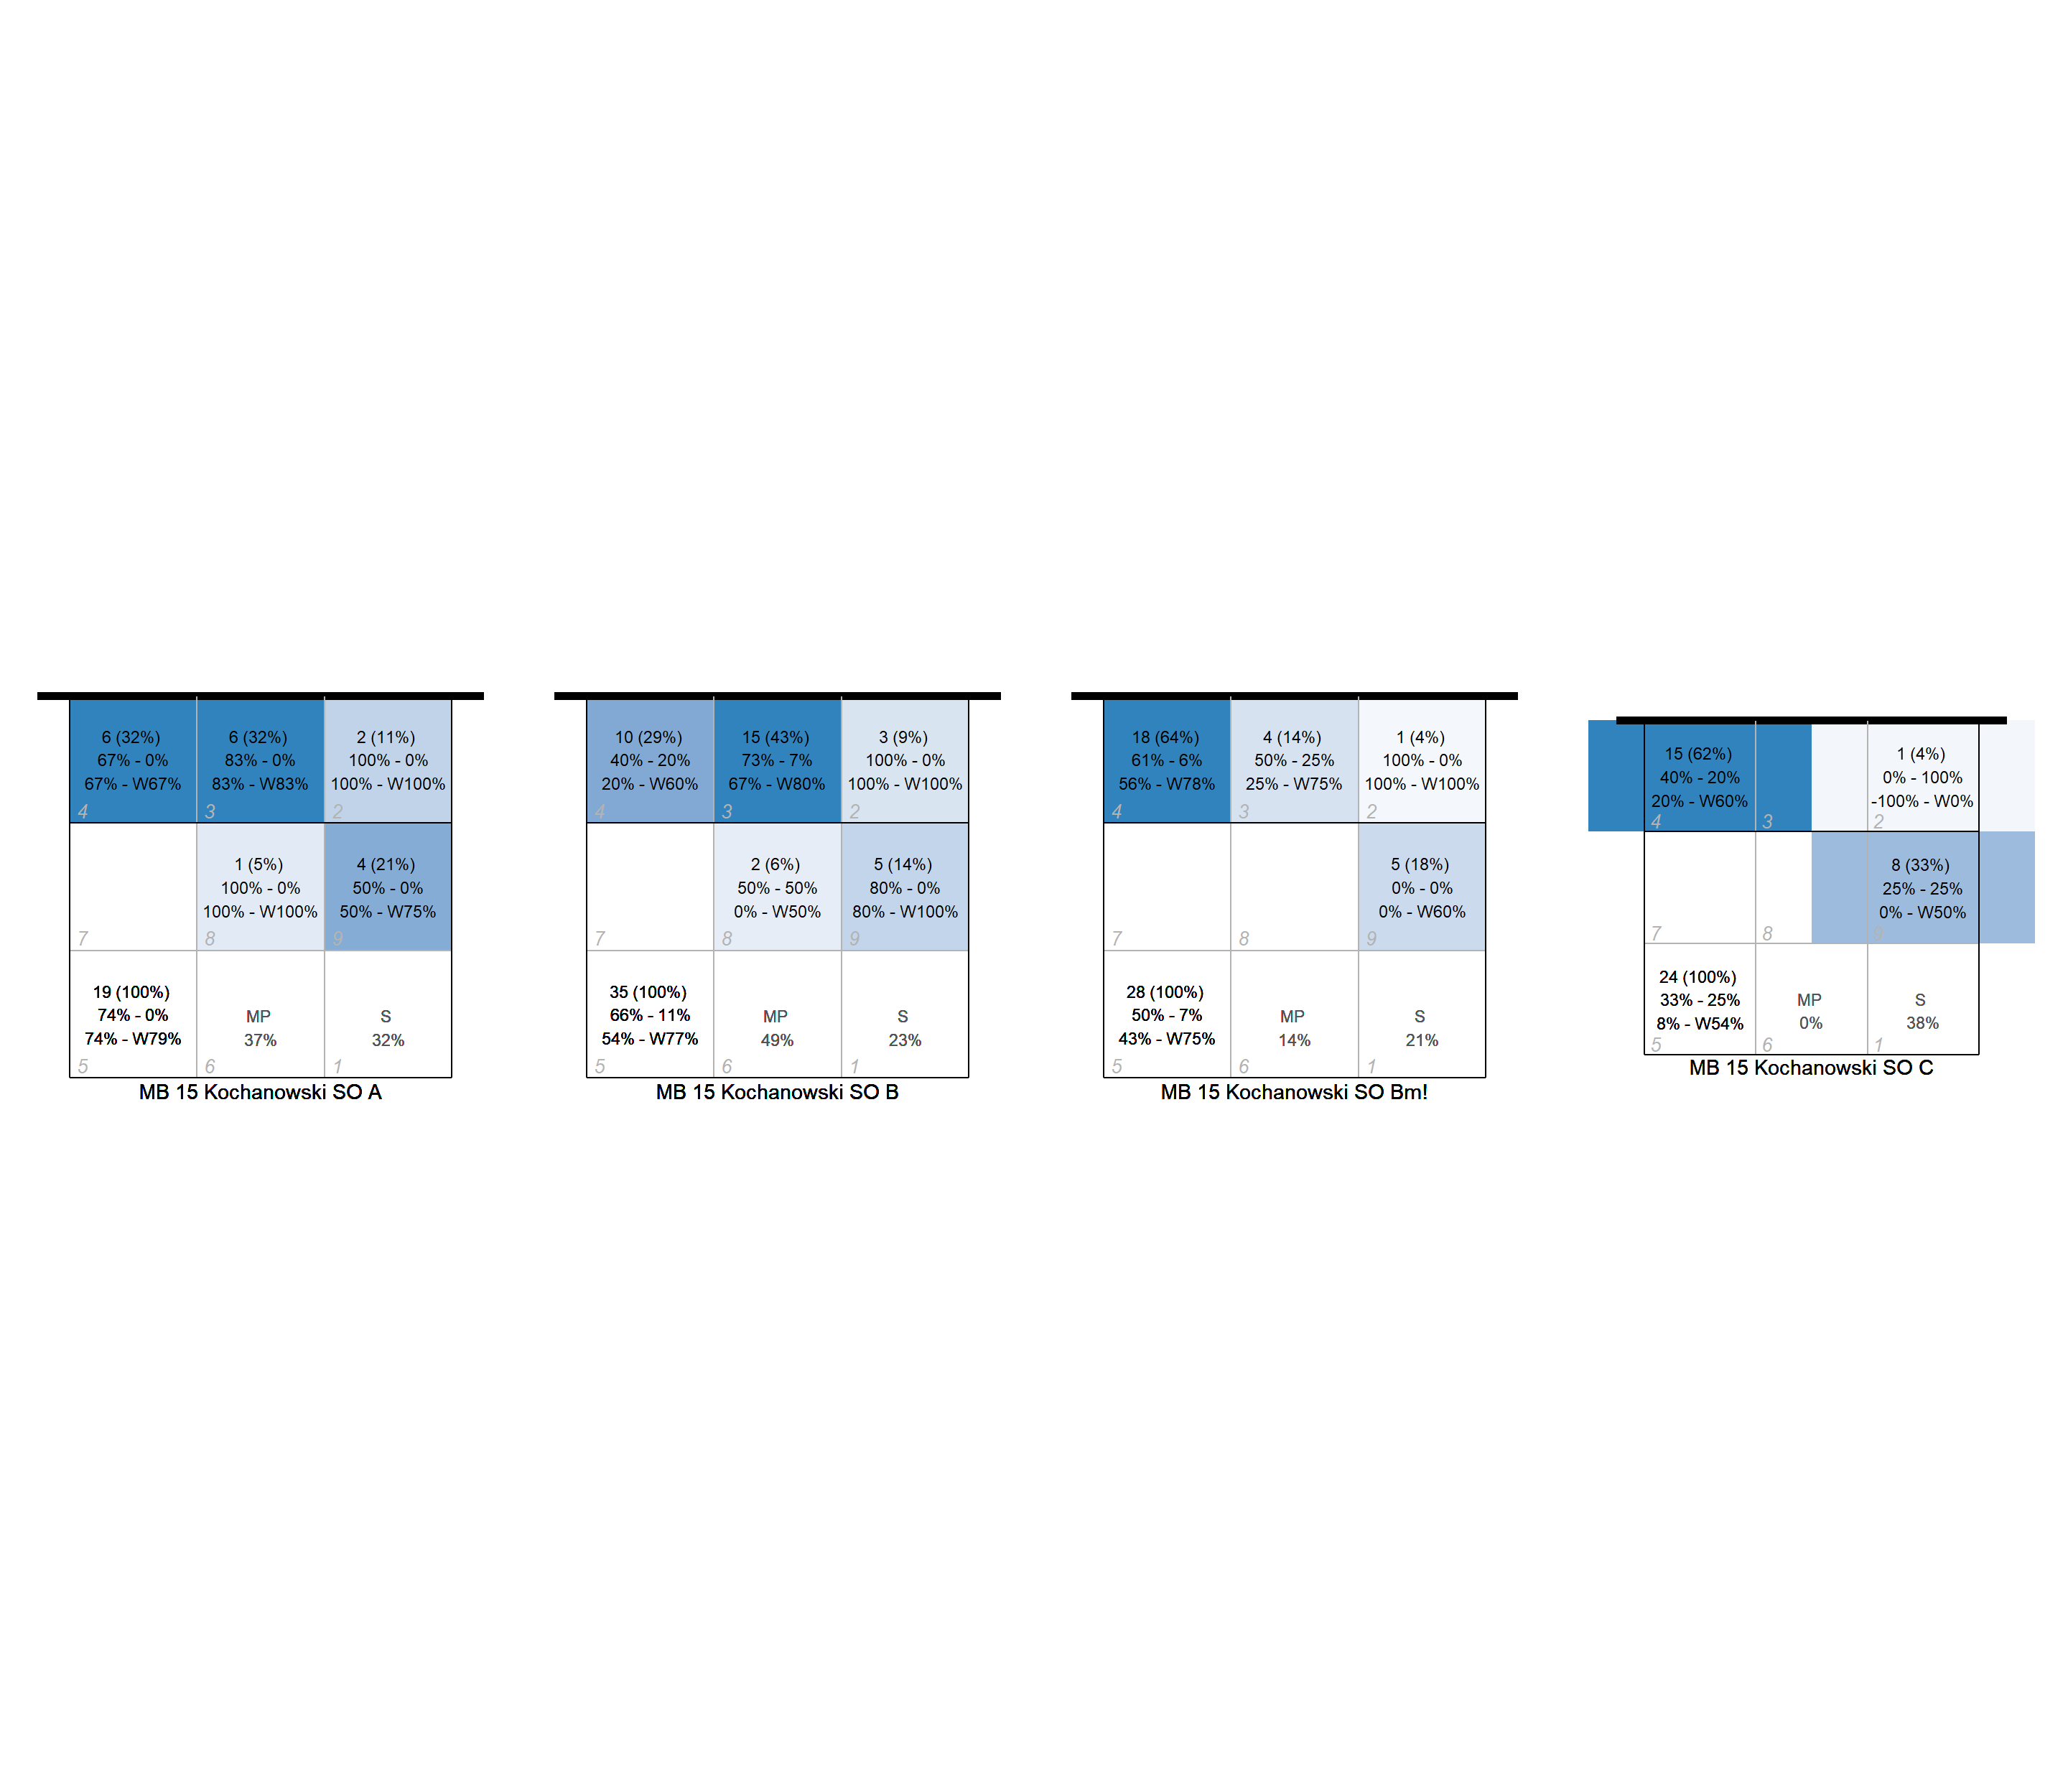 6 (32%)
67% - 0%
67% - W67%
4
6 (32%)
83% - 0%
83% - W83%
3
2 (11%)
100% - 0%
100% - W100%
2
7
1 (5%)
100% - 0%
100% - W100%
8
4 (21%)
50% - 0%
50% - W75%
9
19 (100%)
74% - 0%
74% - W79%
5
MP
37%
6
S
32%
1
MB 15 Kochanowski SO A
10 (29%)
40% - 20%
20% - W60%
4
15 (43%)
73% - 7%
67% - W80%
3
3 (9%)
100% - 0%
100% - W100%
2
7
2 (6%)
50% - 50%
0% - W50%
8
5 (14%)
80% - 0%
80% - W100%
9
35 (100%)
66% - 11%
54% - W77%
5
MP
49%
6
S
23%
1
MB 15 Kochanowski SO B
18 (64%)
61% - 6%
56% - W78%
4
4 (14%)
50% - 25%
25% - W75%
3
1 (4%)
100% - 0%
100% - W100%
2
7
8
5 (18%)
0% - 0%
0% - W60%
9
28 (100%)
50% - 7%
43% - W75%
5
MP
14%
6
S
21%
1
MB 15 Kochanowski SO Bm!
15 (62%)
40% - 20%
20% - W60%
4
3
1 (4%)
0% - 100%
-100% - W0%
2
7
8
8 (33%)
25% - 25%
0% - W50%
9
24 (100%)
33% - 25%
8% - W54%
5
MP
0%
6
S
38%
1
MB 15 Kochanowski SO C